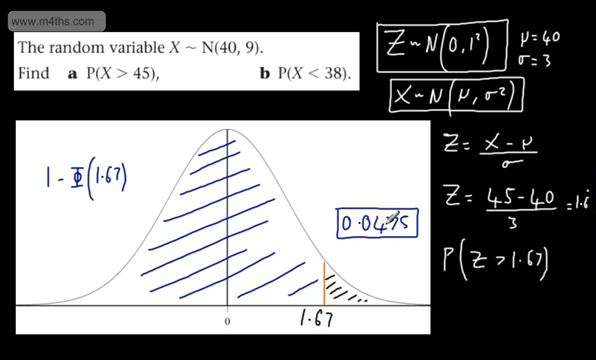 www.m4ths.com
The random variable X ~ N(40, 9).
Find a P(X > 45), b P(X < 38).
Z ~ N(0, 1²)
μ = 40
σ = 3
X ~ N(μ, σ²)
Z = X - μ / σ
Z = 45 - 40 / 3 = 1.6̇
P(Z > 1.67)
1 - Φ(1.67)
0.0475
0
1.67